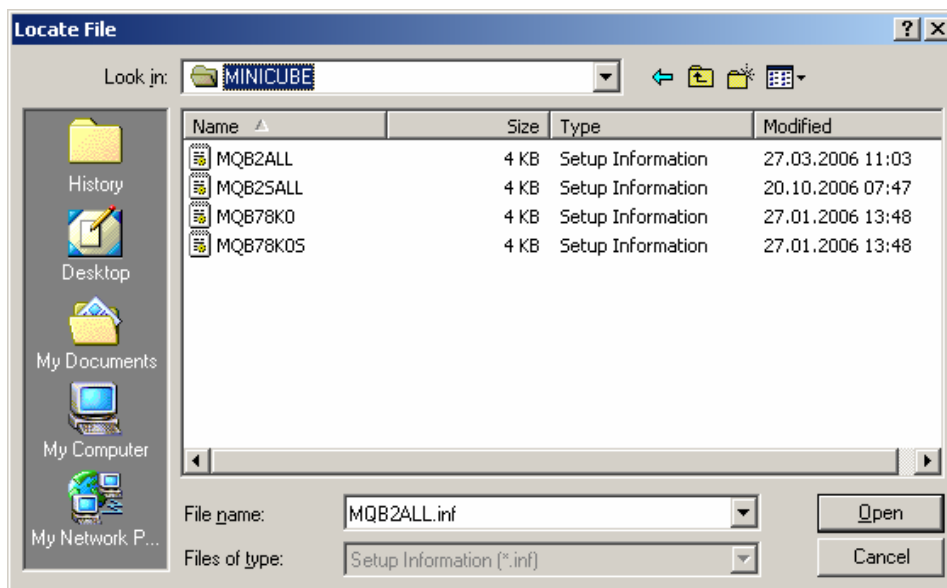 Locate File
Look in: MINICUBE
Name Size Type Modified
MQB2ALL 4 KB Setup Information 27.03.2006 11:03
MQB2SALL 4 KB Setup Information 20.10.2006 07:47
MQB78K0 4 KB Setup Information 27.01.2006 13:48
MQB78K0S 4 KB Setup Information 27.01.2006 13:48
History
Desktop
My Documents
My Computer
My Network P...
File name: MQB2ALL.inf Open
Files of type: Setup Information (*.inf) Cancel